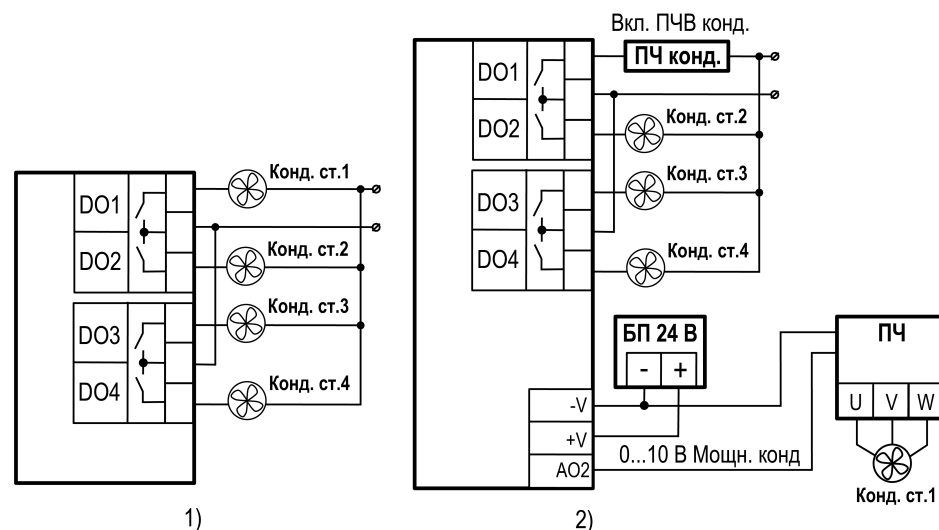 DO1
DO2
DO3
DO4
Конд. ст.1
Конд. ст.2
Конд. ст.3
Конд. ст.4
1)
Вкл. ПЧВ конд.
ПЧ конд.
DO1
DO2
DO3
DO4
Конд. ст.2
Конд. ст.3
Конд. ст.4
БП 24 В
- +
-V
+V
AO2
0...10 В Мощн. конд
ПЧ
U V W
Конд. ст.1
2)